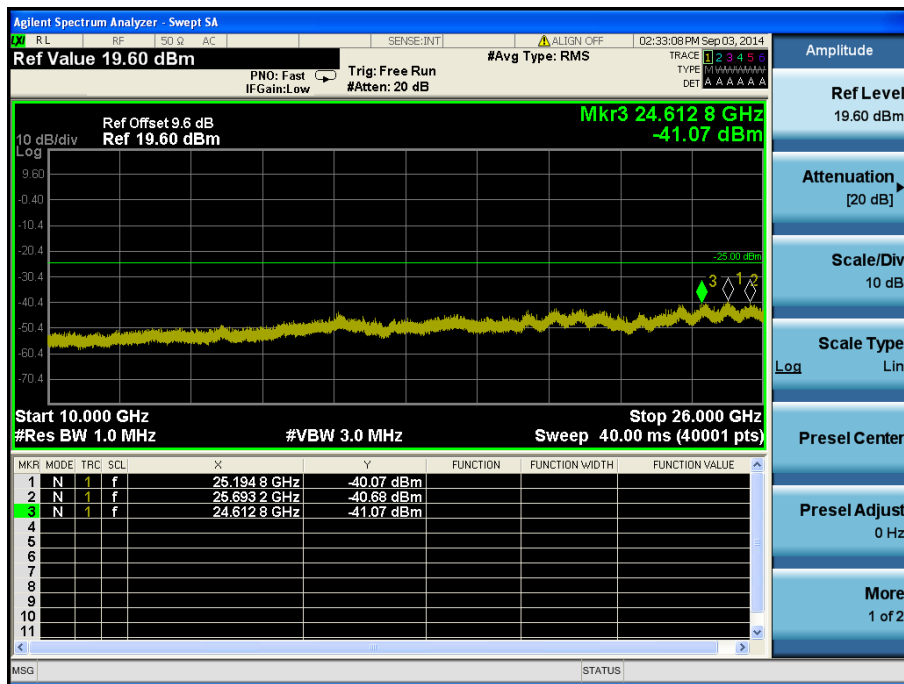 Agilent Spectrum Analyzer - Swept SA
LXI RL RF 50 Ω AC SENSE:INT ALIGN OFF 02:33:08 PM Sep 03, 2014
Ref Value 19.60 dBm
PNO: Fast
IFGain:Low
Trig: Free Run
#Atten: 20 dB
#Avg Type: RMS
TRACE 1 2 3 4 5 6
TYPE MWWWWW
DET A A A A A A
Ref Offset 9.6 dB
10 dB/div Ref 19.60 dBm
Log
Mkr3 24.612 8 GHz
-41.07 dBm
9.60
-0.40
-10.4
-20.4
-25.00 dBm
-30.4
3 1 2
-40.4
-50.4
-60.4
-70.4
Start 10.000 GHz Stop 26.000 GHz
#Res BW 1.0 MHz #VBW 3.0 MHz Sweep 40.00 ms (40001 pts)
MKR MODE TRC SCL X Y FUNCTION FUNCTION WIDTH FUNCTION VALUE
1 N 1 f 25.194 8 GHz -40.07 dBm
2 N 1 f 25.693 2 GHz -40.68 dBm
3 N 1 f 24.612 8 GHz -41.07 dBm
4
5
6
7
8
9
10
11
MSG STATUS
Amplitude
Ref Level
19.60 dBm
Attenuation
[20 dB]
Scale/Div
10 dB
Scale Type
Log Lin
Presel Center
Presel Adjust
0 Hz
More
1 of 2